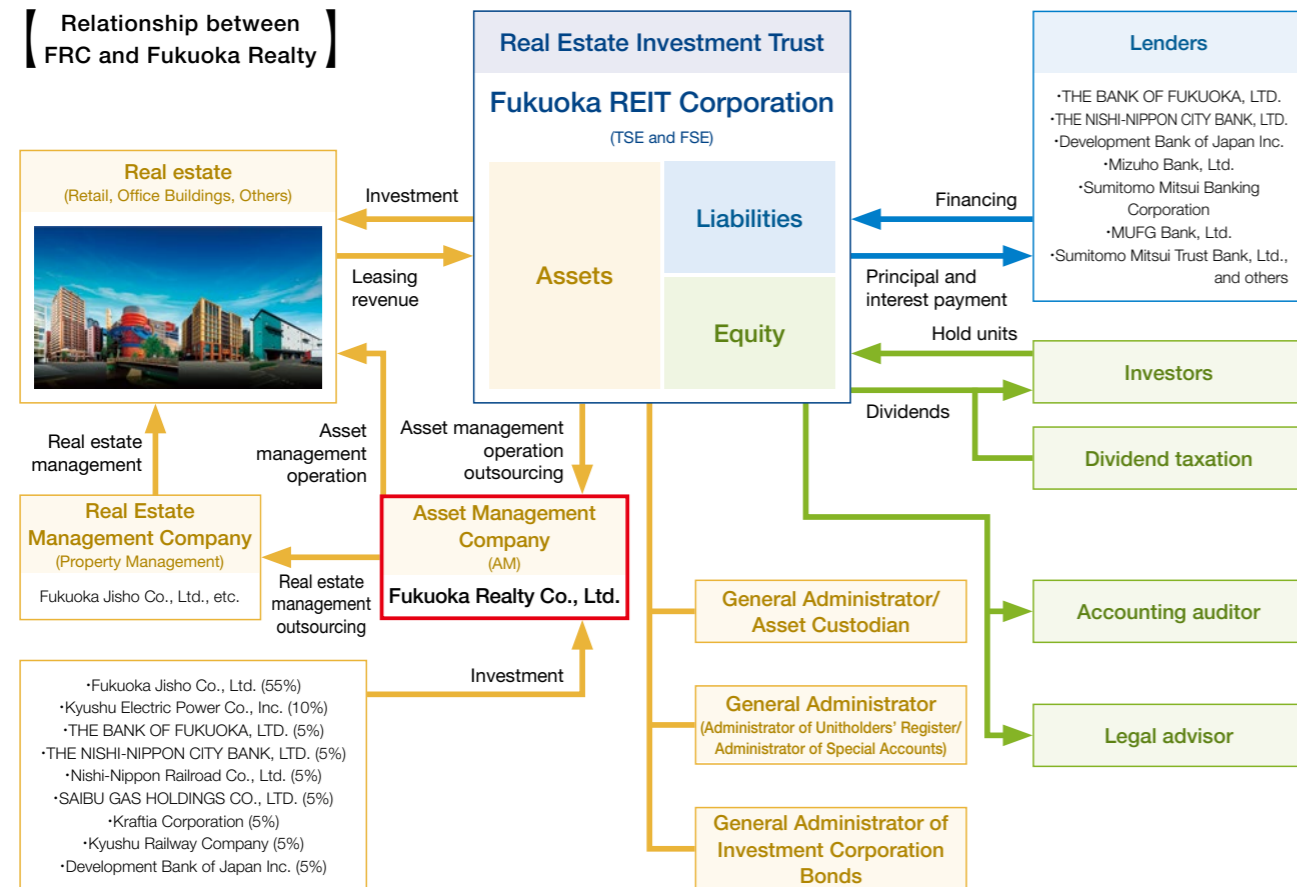 【 Relationship between
FRC and Fukuoka Realty 】
Real Estate Investment Trust
Fukuoka REIT Corporation
(TSE and FSE)
Assets
Liabilities
Equity
Lenders
・THE BANK OF FUKUOKA, LTD.
・THE NISHI-NIPPON CITY BANK, LTD.
・Development Bank of Japan Inc.
・Mizuho Bank, Ltd.
・Sumitomo Mitsui Banking
Corporation
・MUFG Bank, Ltd.
・Sumitomo Mitsui Trust Bank, Ltd.,
and others
Real estate
(Retail, Office Buildings, Others)
Investment
Leasing
revenue
Financing
Principal and
interest payment
Hold units
Dividends
Investors
Dividend taxation
Real estate
management
Asset
management
operation
Asset management
operation
outsourcing
Real Estate
Management Company
(Property Management)
Fukuoka Jisho Co., Ltd., etc.
Real estate
management
outsourcing
Asset Management
Company
(AM)
Fukuoka Realty Co., Ltd.
Investment
・Fukuoka Jisho Co., Ltd. (55%)
・Kyushu Electric Power Co., Inc. (10%)
・THE BANK OF FUKUOKA, LTD. (5%)
・THE NISHI-NIPPON CITY BANK, LTD. (5%)
・Nishi-Nippon Railroad Co., Ltd. (5%)
・SAIBU GAS HOLDINGS CO., LTD. (5%)
・Kraftia Corporation (5%)
・Kyushu Railway Company (5%)
・Development Bank of Japan Inc. (5%)
General Administrator/
Asset Custodian
General Administrator
(Administrator of Unitholders' Register/
Administrator of Special Accounts)
General Administrator of
Investment Corporation
Bonds
Accounting auditor
Legal advisor